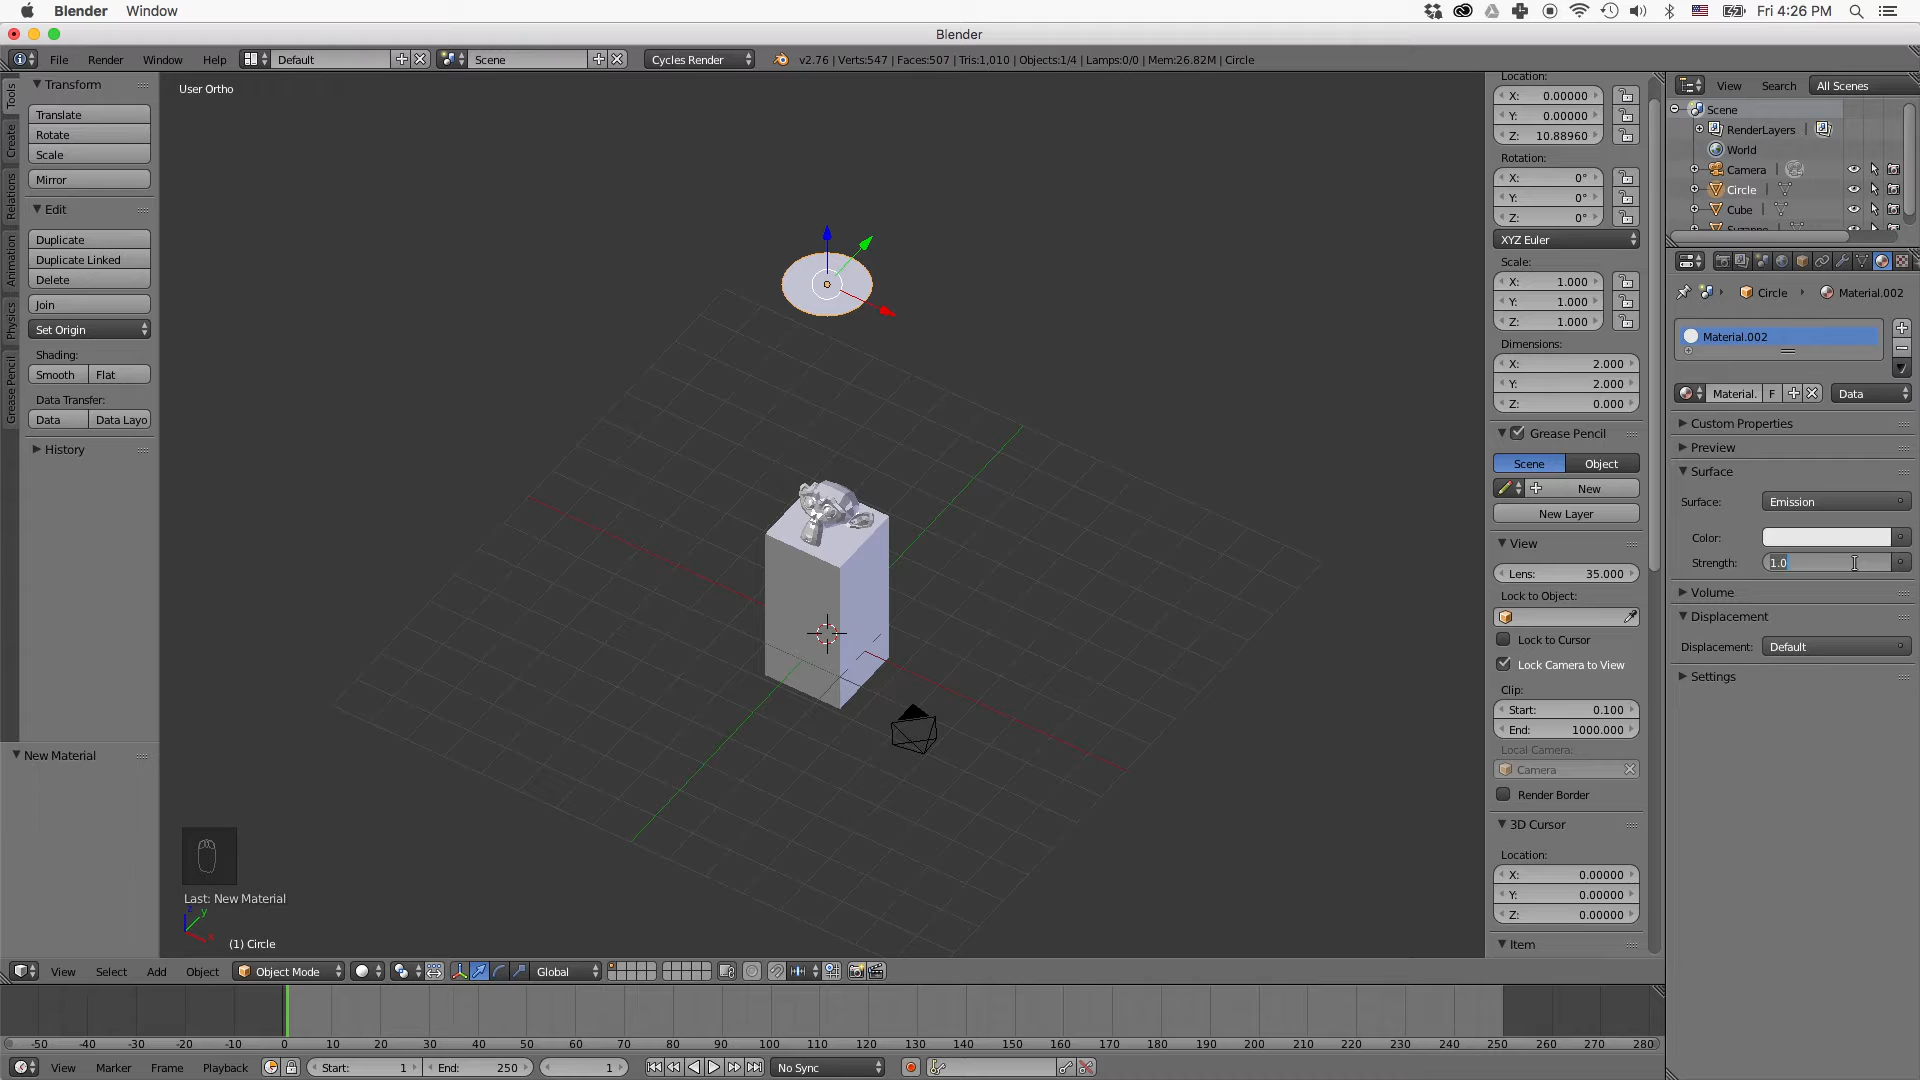 Blender Window Fri 4:26 PM
Blender
File Render Window Help Default Scene Cycles Render v2.76 | Verts:547 | Faces:507 | Tris:1,010 | Objects:1/4 | Lamps:0/0 | Mem:26.82M | Circle
Tools
Create
Relations
Animation
Physics
Grease Pencil
Transform
Translate
Rotate
Scale
Mirror
Edit
Duplicate
Duplicate Linked
Delete
Join
Set Origin
Shading:
Smooth Flat
Data Transfer:
Data Data Layo
History
New Material
User Ortho
Last: New Material
z y x
(1) Circle
Location:
X: 0.00000
Y: 0.00000
Z: 10.88960
Rotation:
X: 0°
Y: 0°
Z: 0°
XYZ Euler
Scale:
X: 1.000
Y: 1.000
Z: 1.000
Dimensions:
X: 2.000
Y: 2.000
Z: 0.000
Grease Pencil
Scene Object
New
New Layer
View
Lens: 35.000
Lock to Object:
Lock to Cursor
Lock Camera to View
Clip:
Start: 0.100
End: 1000.000
Local Camera:
Camera
Render Border
3D Cursor
Location:
X: 0.00000
Y: 0.00000
Z: 0.00000
Item
View Search All Scenes
Scene
RenderLayers
World
Camera
Circle
Cube
Circle Material.002
Material.002
Material. F Data
Custom Properties
Preview
Surface
Surface: Emission
Color:
Strength: 1.0
Volume
Displacement
Displacement: Default
Settings
View Select Add Object Object Mode Global
-50 -40 -30 -20 -10 0 10 20 30 40 50 60 70 80 90 100 110 120 130 140 150 160 170 180 190 200 210 220 230 240 250 260 270 280
View Marker Frame Playback Start: 1 End: 250 1 No Sync